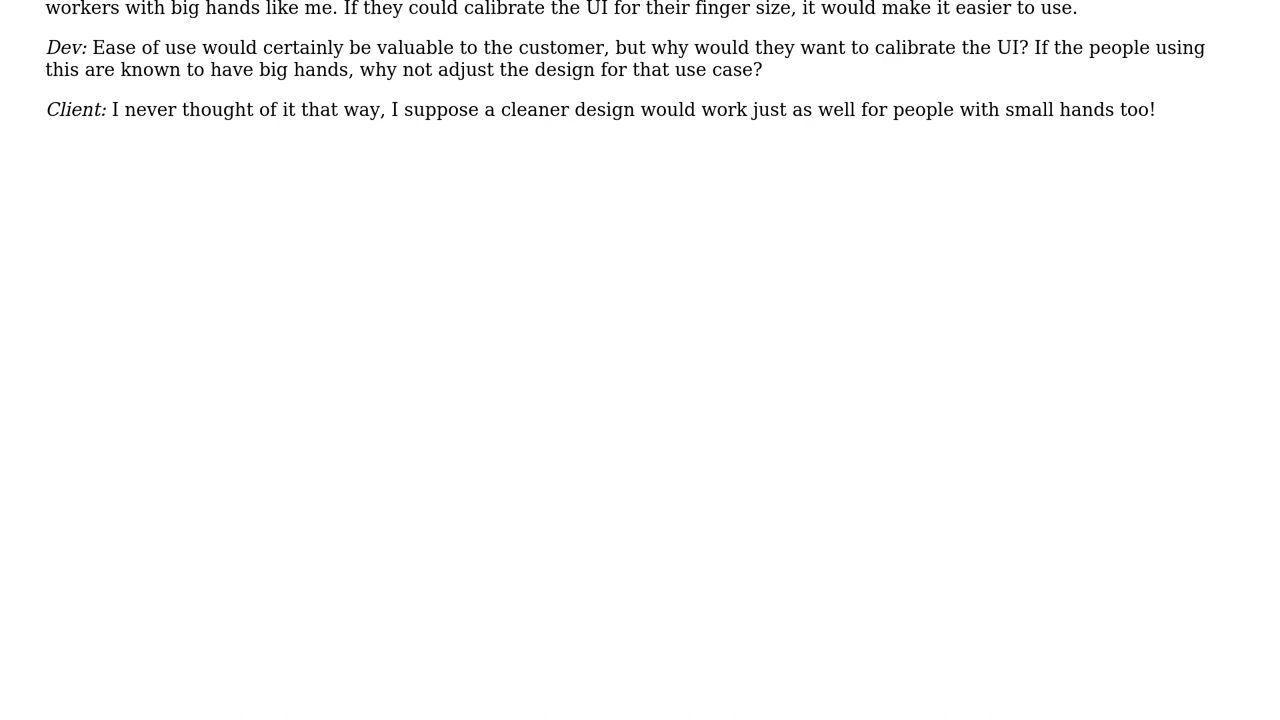 workers with big hands like me. If they could calibrate the UI for their finger size, it would make it easier to use.
Dev: Ease of use would certainly be valuable to the customer, but why would they want to calibrate the UI? If the people using
this are known to have big hands, why not adjust the design for that use case?
Client: I never thought of it that way, I suppose a cleaner design would work just as well for people with small hands too!